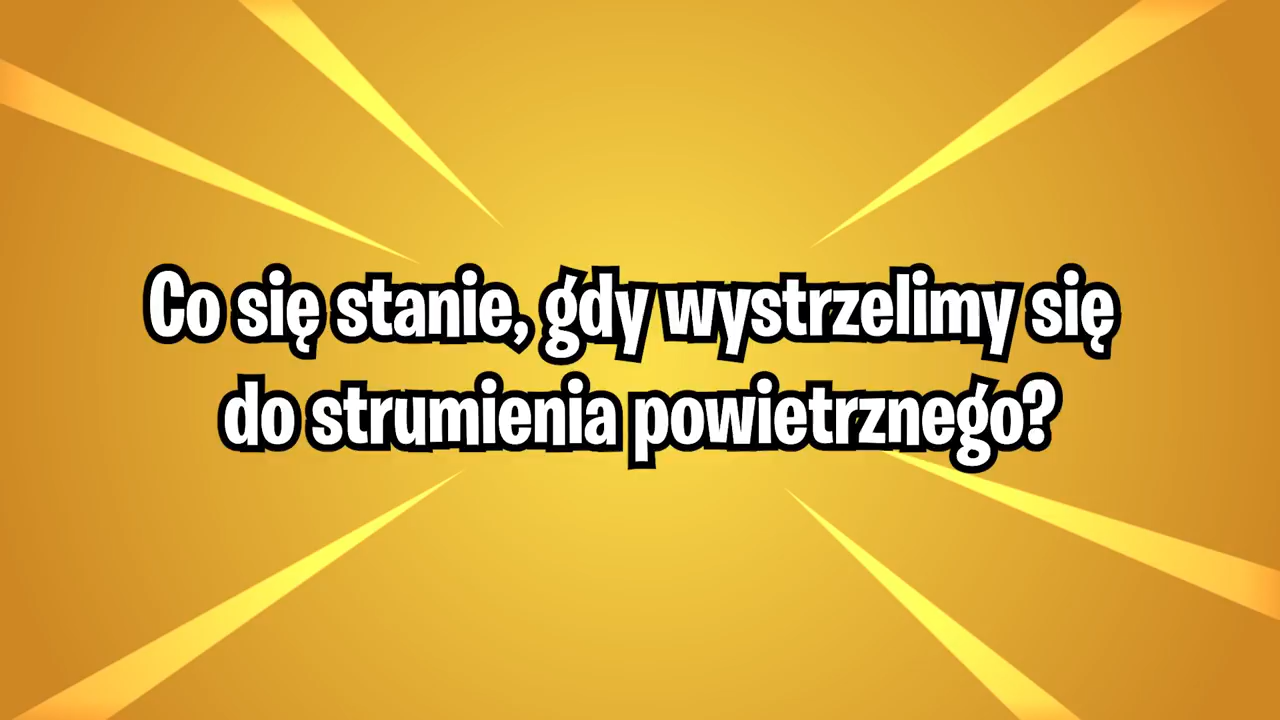 Co się stanie, gdy wystrzelimy się
do strumienia powietrznego?